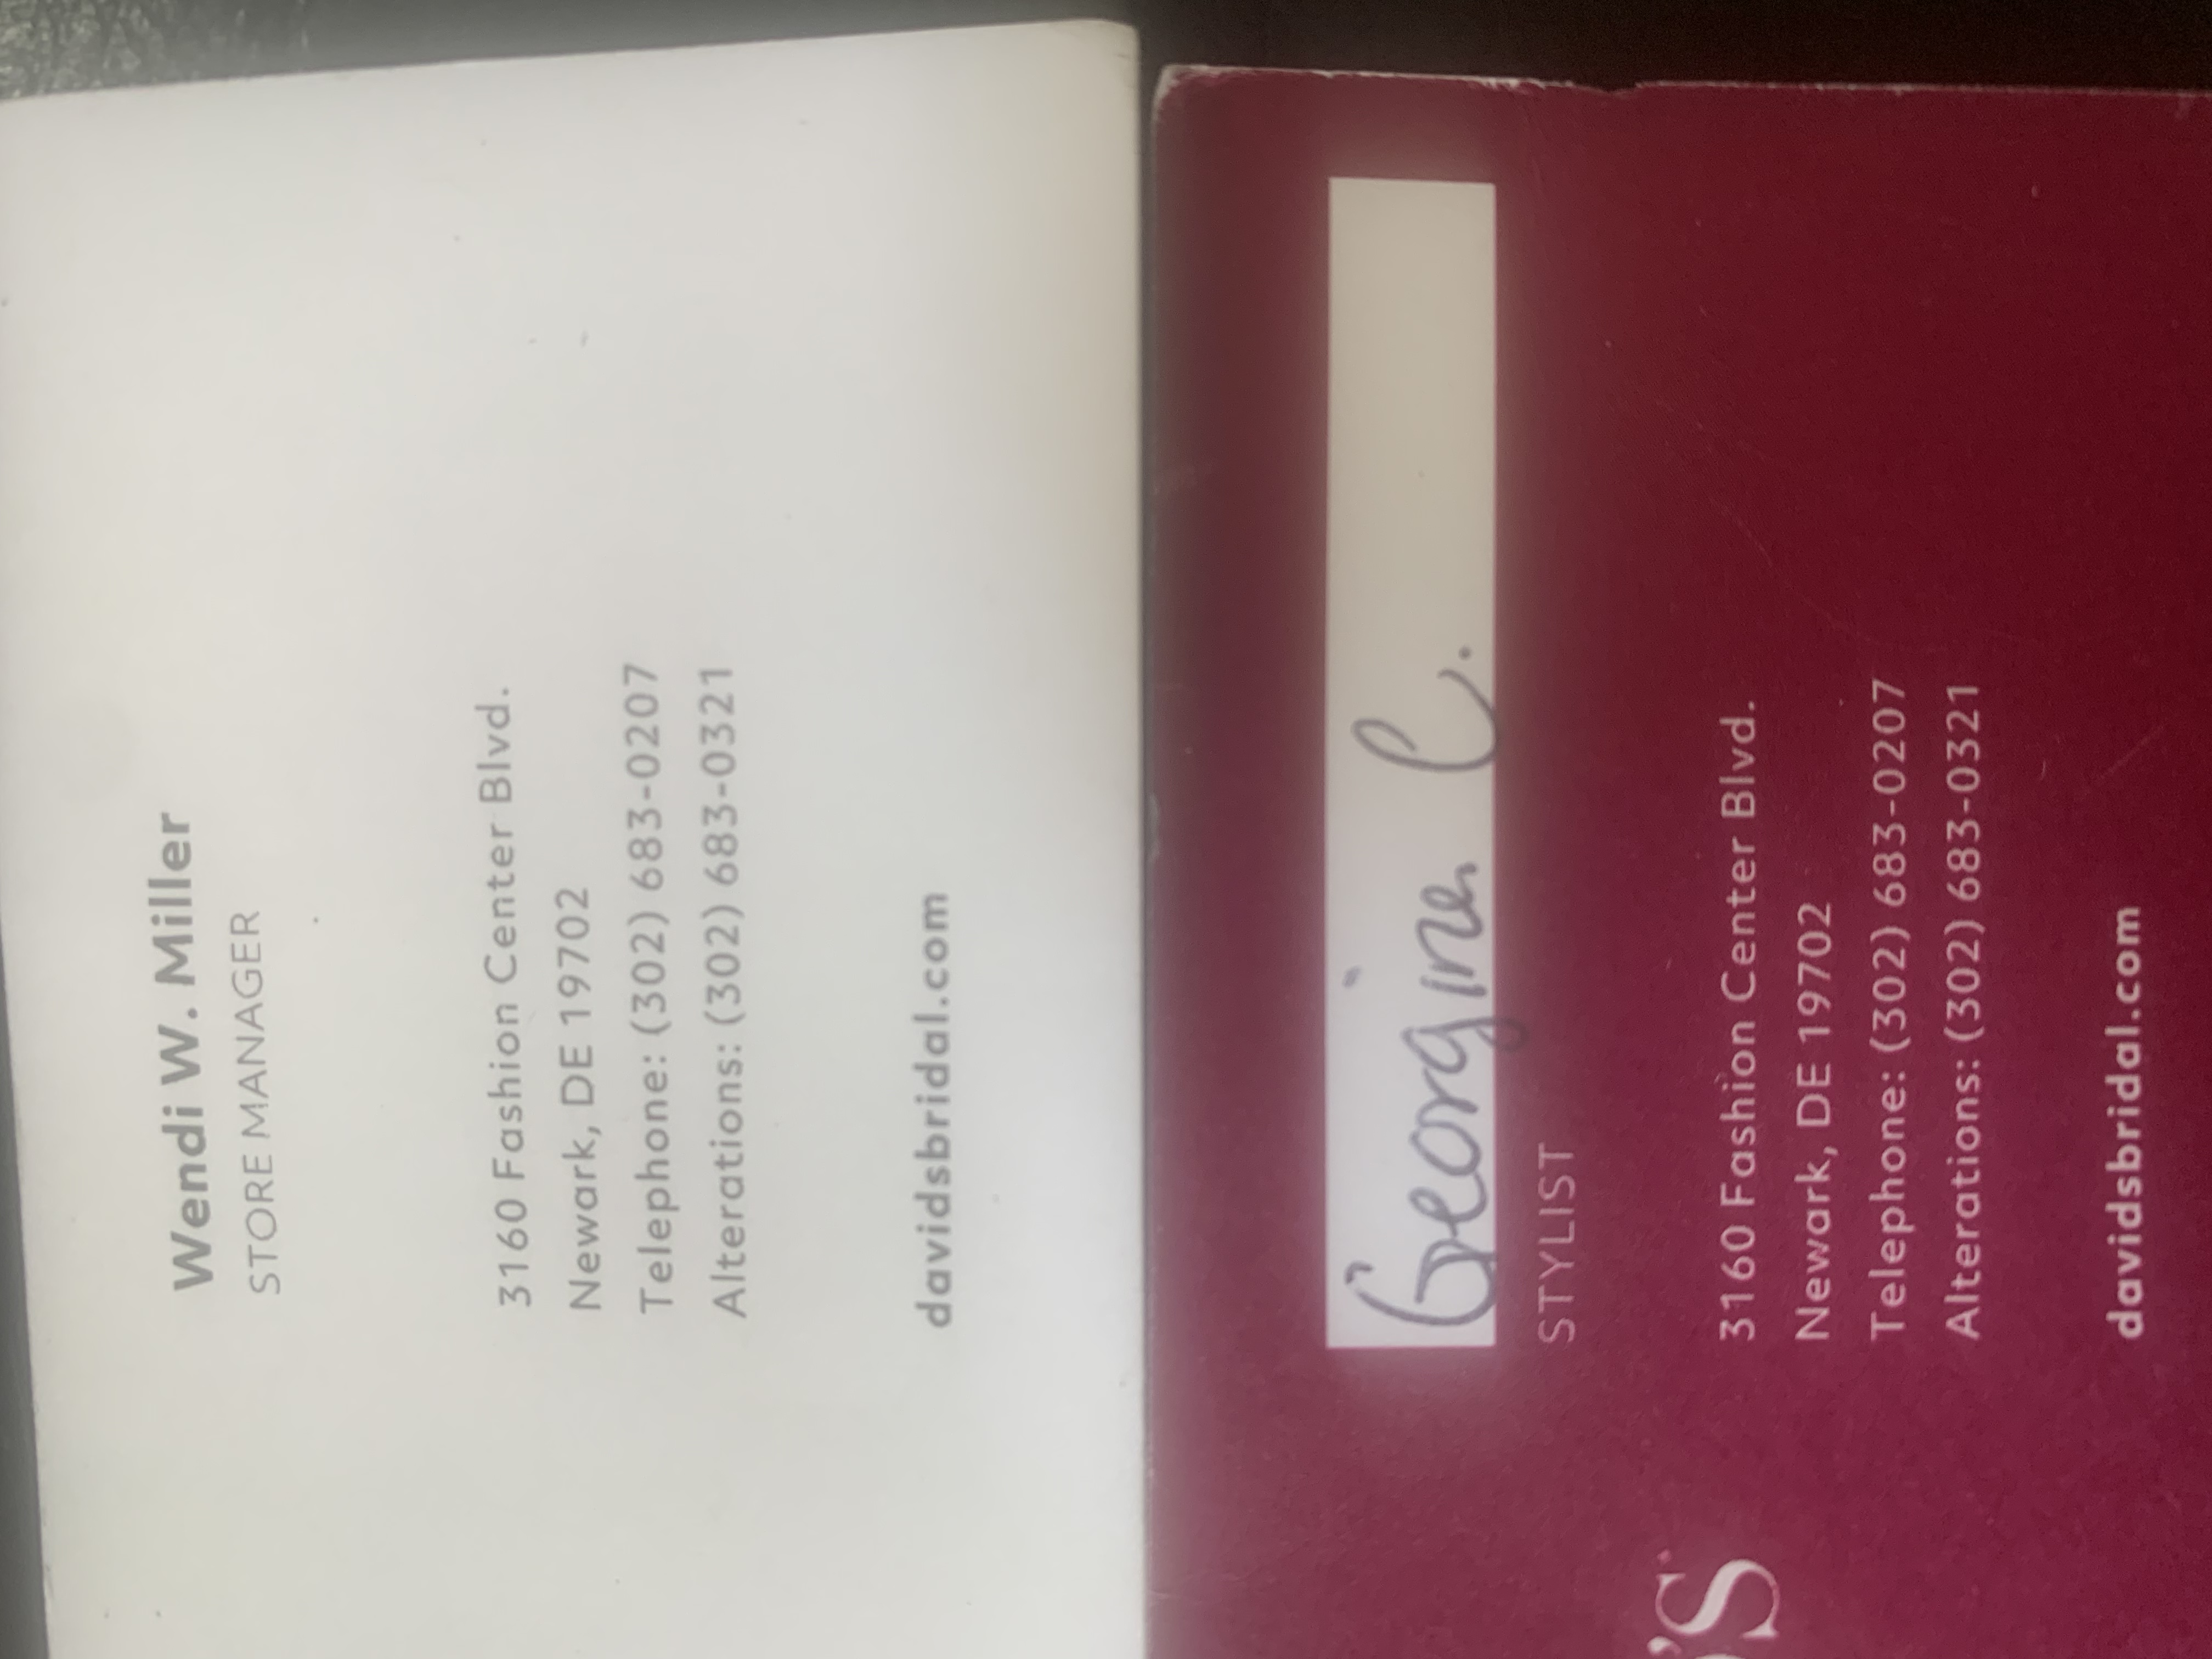 Wendi W. Miller
STORE MANAGER
3160 Fashion Center Blvd.
Newark, DE 19702
Telephone: (302) 683-0207
Alterations: (302) 683-0321
davidsbridal.com
Georgina C.
STYLIST
3160 Fashion Center Blvd.
Newark, DE 19702
Telephone: (302) 683-0207
Alterations: (302) 683-0321
davidsbridal.com
'S